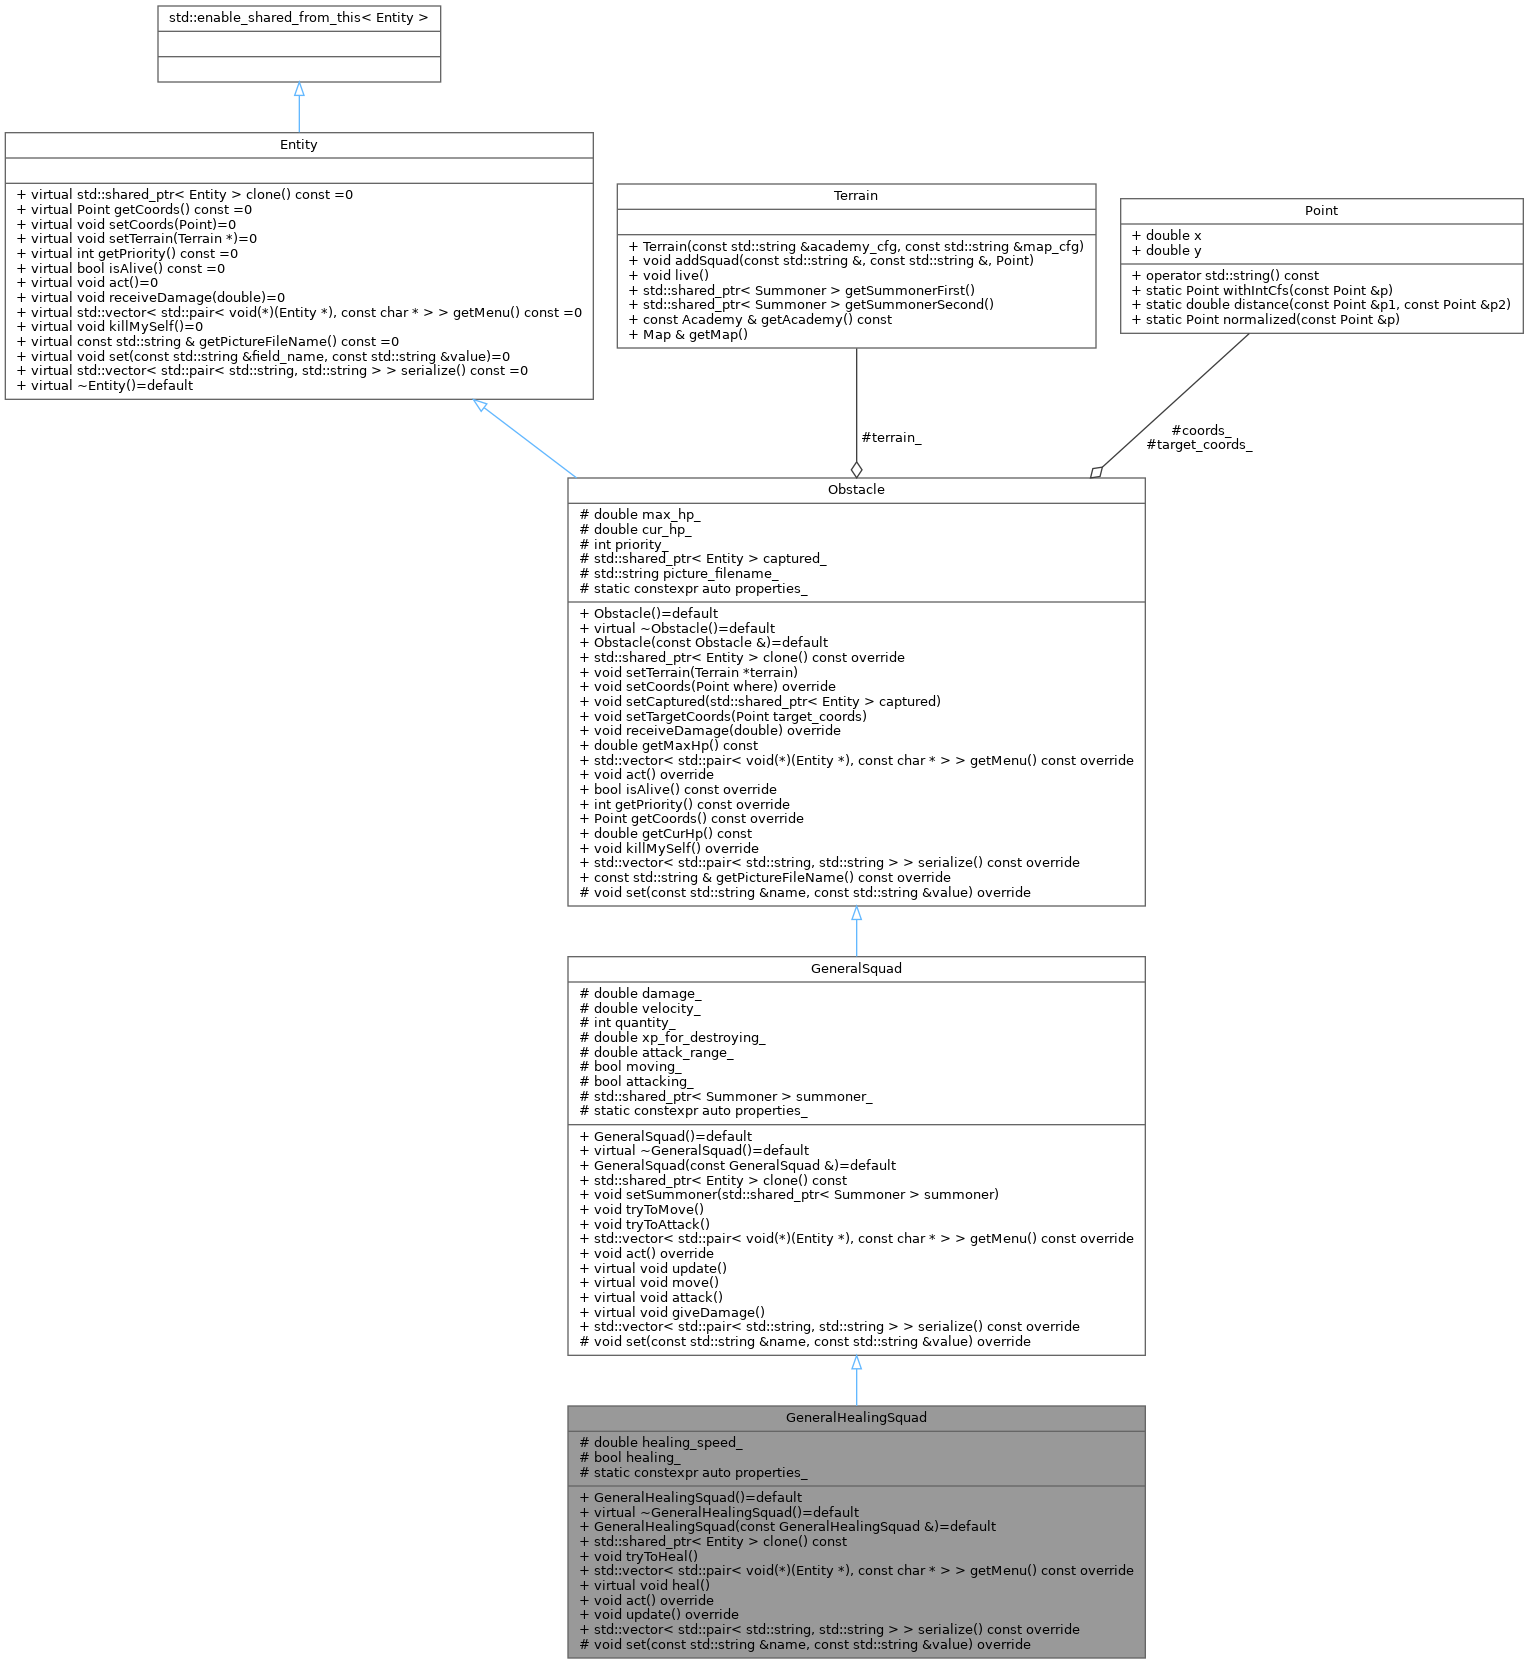 std::enable_shared_from_this< Entity >
Entity
+ virtual std::shared_ptr< Entity > clone() const =0
+ virtual Point getCoords() const =0
+ virtual void setCoords(Point)=0
+ virtual void setTerrain(Terrain *)=0
+ virtual int getPriority() const =0
+ virtual bool isAlive() const =0
+ virtual void act()=0
+ virtual void receiveDamage(double)=0
+ virtual std::vector< std::pair< void(*)(Entity *), const char * > > getMenu() const =0
+ virtual void killMySelf()=0
+ virtual const std::string & getPictureFileName() const =0
+ virtual void set(const std::string &field_name, const std::string &value)=0
+ virtual std::vector< std::pair< std::string, std::string > > serialize() const =0
+ virtual ~Entity()=default
Terrain
+ Terrain(const std::string &academy_cfg, const std::string &map_cfg)
+ void addSquad(const std::string &, const std::string &, Point)
+ void live()
+ std::shared_ptr< Summoner > getSummonerFirst()
+ std::shared_ptr< Summoner > getSummonerSecond()
+ const Academy & getAcademy() const
+ Map & getMap()
Point
+ double x
+ double y
+ operator std::string() const
+ static Point withIntCfs(const Point &p)
+ static double distance(const Point &p1, const Point &p2)
+ static Point normalized(const Point &p)
#terrain_
#coords_
#target_coords_
Obstacle
# double max_hp_
# double cur_hp_
# int priority_
# std::shared_ptr< Entity > captured_
# std::string picture_filename_
# static constexpr auto properties_
+ Obstacle()=default
+ virtual ~Obstacle()=default
+ Obstacle(const Obstacle &)=default
+ std::shared_ptr< Entity > clone() const override
+ void setTerrain(Terrain *terrain)
+ void setCoords(Point where) override
+ void setCaptured(std::shared_ptr< Entity > captured)
+ void setTargetCoords(Point target_coords)
+ void receiveDamage(double) override
+ double getMaxHp() const
+ std::vector< std::pair< void(*)(Entity *), const char * > > getMenu() const override
+ void act() override
+ bool isAlive() const override
+ int getPriority() const override
+ Point getCoords() const override
+ double getCurHp() const
+ void killMySelf() override
+ std::vector< std::pair< std::string, std::string > > serialize() const override
+ const std::string & getPictureFileName() const override
# void set(const std::string &name, const std::string &value) override
GeneralSquad
# double damage_
# double velocity_
# int quantity_
# double xp_for_destroying_
# double attack_range_
# bool moving_
# bool attacking_
# std::shared_ptr< Summoner > summoner_
# static constexpr auto properties_
+ GeneralSquad()=default
+ virtual ~GeneralSquad()=default
+ GeneralSquad(const GeneralSquad &)=default
+ std::shared_ptr< Entity > clone() const
+ void setSummoner(std::shared_ptr< Summoner > summoner)
+ void tryToMove()
+ void tryToAttack()
+ std::vector< std::pair< void(*)(Entity *), const char * > > getMenu() const override
+ void act() override
+ virtual void update()
+ virtual void move()
+ virtual void attack()
+ virtual void giveDamage()
+ std::vector< std::pair< std::string, std::string > > serialize() const override
# void set(const std::string &name, const std::string &value) override
GeneralHealingSquad
# double healing_speed_
# bool healing_
# static constexpr auto properties_
+ GeneralHealingSquad()=default
+ virtual ~GeneralHealingSquad()=default
+ GeneralHealingSquad(const GeneralHealingSquad &)=default
+ std::shared_ptr< Entity > clone() const
+ void tryToHeal()
+ std::vector< std::pair< void(*)(Entity *), const char * > > getMenu() const override
+ virtual void heal()
+ void act() override
+ void update() override
+ std::vector< std::pair< std::string, std::string > > serialize() const override
# void set(const std::string &name, const std::string &value) override